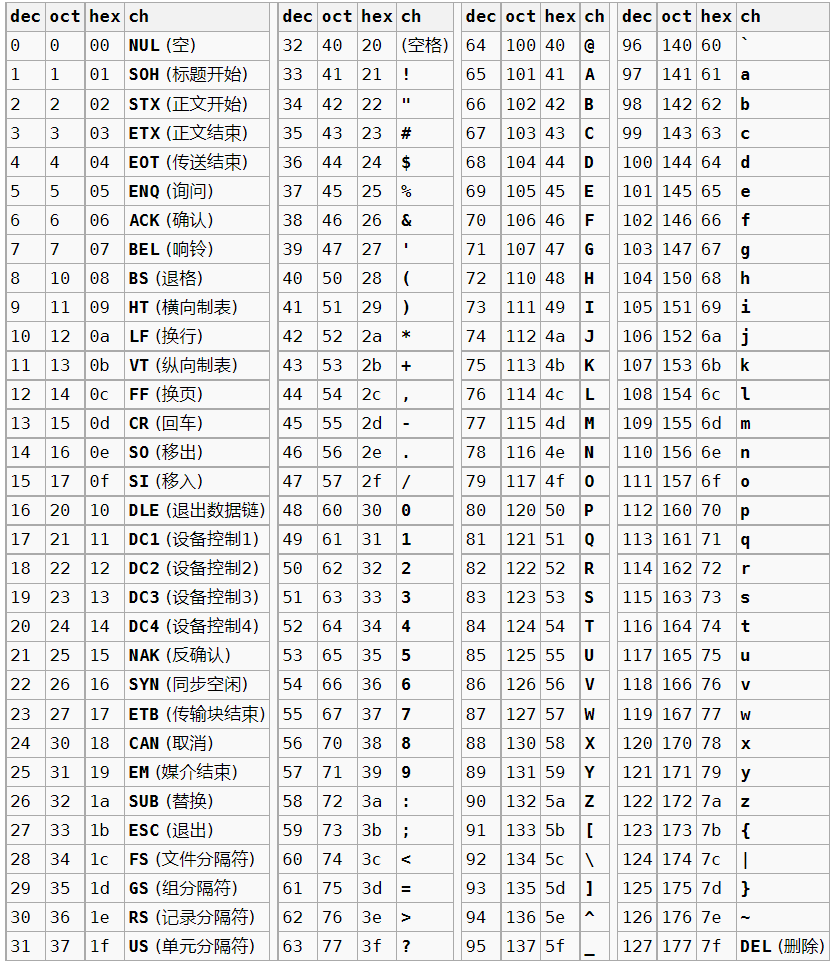 dec oct hex ch dec oct hex ch dec oct hex ch dec oct hex ch
0 0 00 NUL (空) 32 40 20 (空格) 64 100 40 @ 96 140 60 `
1 1 01 SOH (标题开始) 33 41 21 ! 65 101 41 A 97 141 61 a
2 2 02 STX (正文开始) 34 42 22 " 66 102 42 B 98 142 62 b
3 3 03 ETX (正文结束) 35 43 23 # 67 103 43 C 99 143 63 c
4 4 04 EOT (传送结束) 36 44 24 $ 68 104 44 D 100 144 64 d
5 5 05 ENQ (询问) 37 45 25 % 69 105 45 E 101 145 65 e
6 6 06 ACK (确认) 38 46 26 & 70 106 46 F 102 146 66 f
7 7 07 BEL (响铃) 39 47 27 ' 71 107 47 G 103 147 67 g
8 10 08 BS (退格) 40 50 28 ( 72 110 48 H 104 150 68 h
9 11 09 HT (横向制表) 41 51 29 ) 73 111 49 I 105 151 69 i
10 12 0a LF (换行) 42 52 2a * 74 112 4a J 106 152 6a j
11 13 0b VT (纵向制表) 43 53 2b + 75 113 4b K 107 153 6b k
12 14 0c FF (换页) 44 54 2c , 76 114 4c L 108 154 6c l
13 15 0d CR (回车) 45 55 2d - 77 115 4d M 109 155 6d m
14 16 0e SO (移出) 46 56 2e . 78 116 4e N 110 156 6e n
15 17 0f SI (移入) 47 57 2f / 79 117 4f O 111 157 6f o
16 20 10 DLE (退出数据链) 48 60 30 0 80 120 50 P 112 160 70 p
17 21 11 DC1 (设备控制1) 49 61 31 1 81 121 51 Q 113 161 71 q
18 22 12 DC2 (设备控制2) 50 62 32 2 82 122 52 R 114 162 72 r
19 23 13 DC3 (设备控制3) 51 63 33 3 83 123 53 S 115 163 73 s
20 24 14 DC4 (设备控制4) 52 64 34 4 84 124 54 T 116 164 74 t
21 25 15 NAK (反确认) 53 65 35 5 85 125 55 U 117 165 75 u
22 26 16 SYN (同步空闲) 54 66 36 6 86 126 56 V 118 166 76 v
23 27 17 ETB (传输块结束) 55 67 37 7 87 127 57 W 119 167 77 w
24 30 18 CAN (取消) 56 70 38 8 88 130 58 X 120 170 78 x
25 31 19 EM (媒介结束) 57 71 39 9 89 131 59 Y 121 171 79 y
26 32 1a SUB (替换) 58 72 3a : 90 132 5a Z 122 172 7a z
27 33 1b ESC (退出) 59 73 3b ; 91 133 5b [ 123 173 7b {
28 34 1c FS (文件分隔符) 60 74 3c < 92 134 5c \ 124 174 7c |
29 35 1d GS (组分隔符) 61 75 3d = 93 135 5d ] 125 175 7d }
30 36 1e RS (记录分隔符) 62 76 3e > 94 136 5e ^ 126 176 7e ~
31 37 1f US (单元分隔符) 63 77 3f ? 95 137 5f _ 127 177 7f DEL (删除)